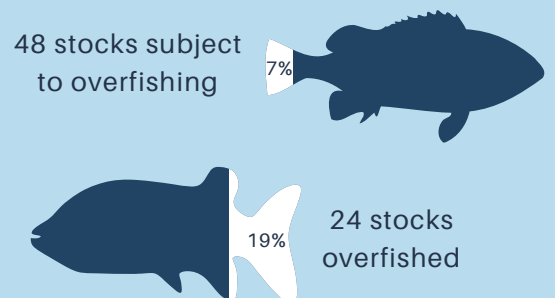 48 stocks subject
to overfishing
7%
19%
24 stocks
overfished